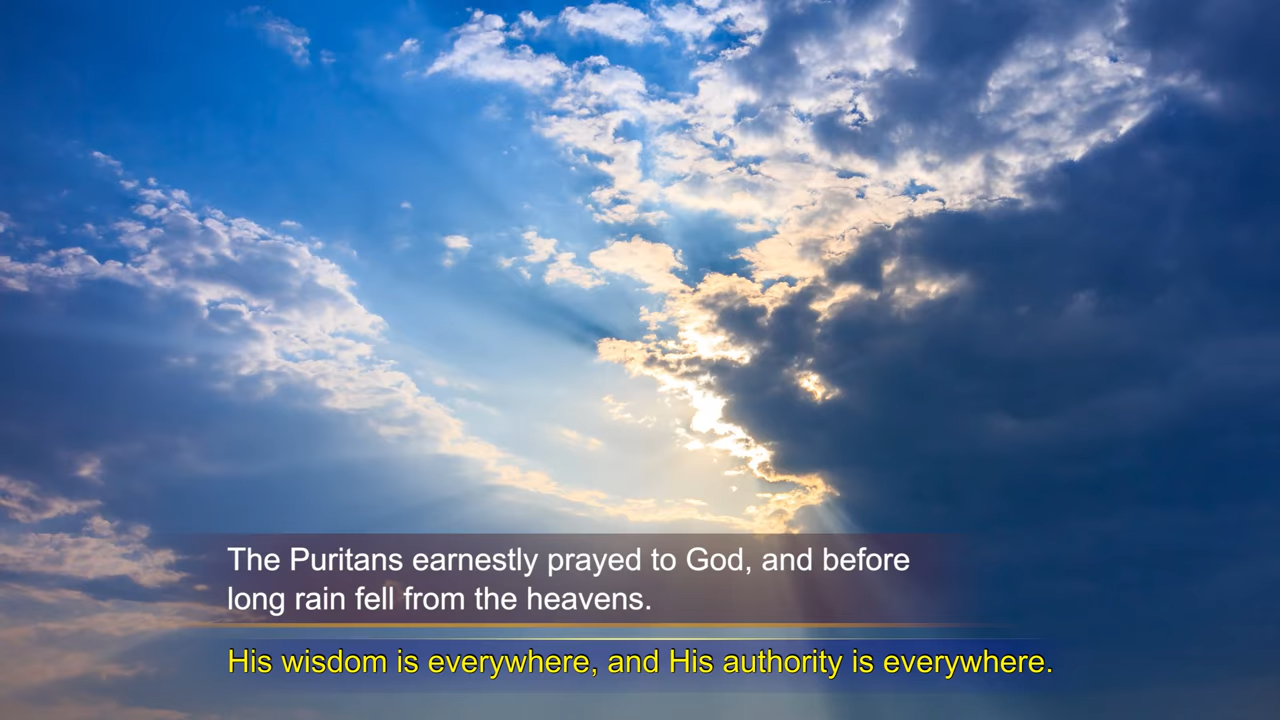 The Puritans earnestly prayed to God, and before
long rain fell from the heavens.
His wisdom is everywhere, and His authority is everywhere.